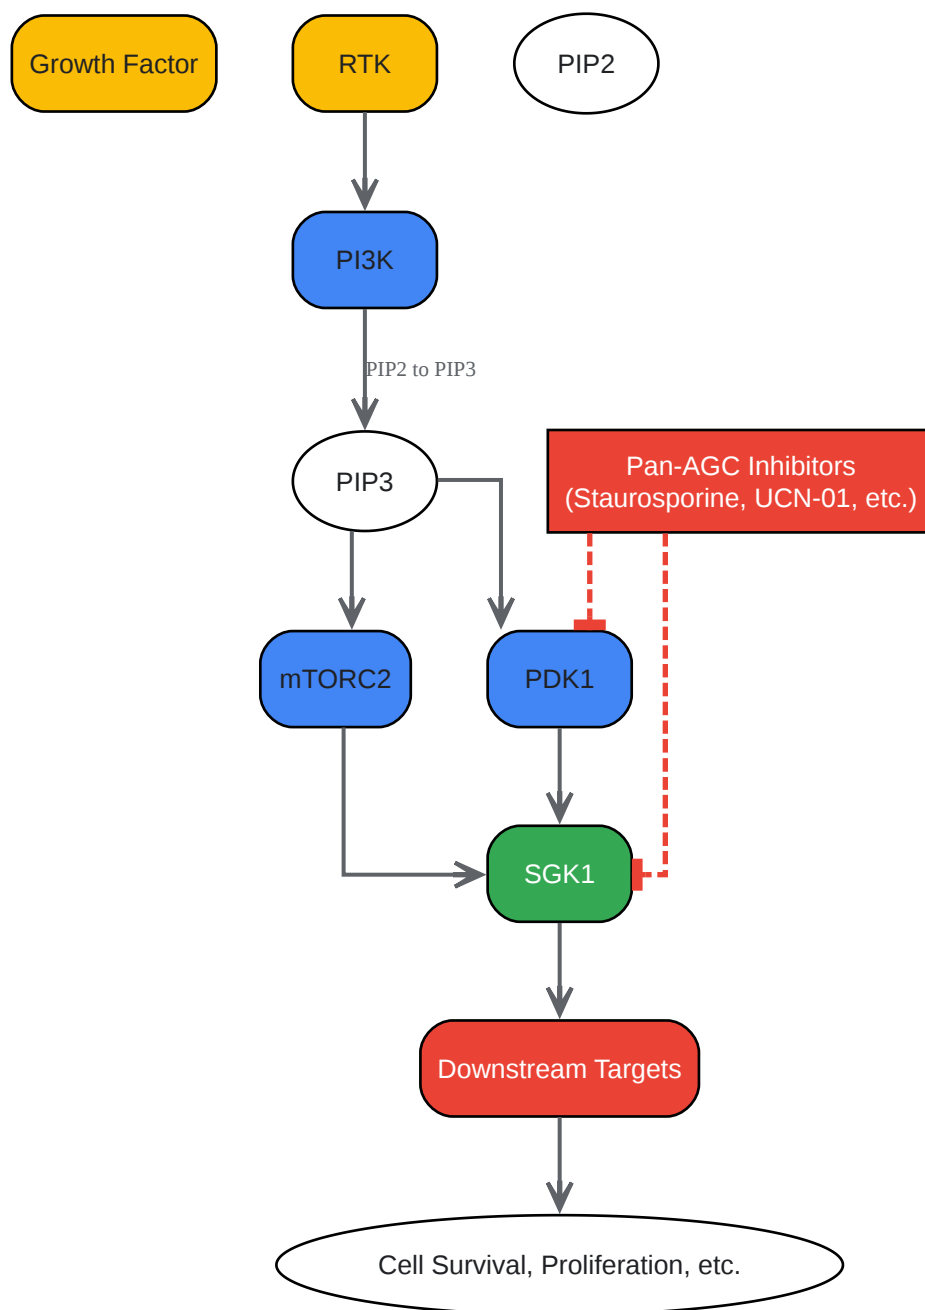 Growth Factor
RTK
PIP2
PI3K
PIP2 to PIP3
PIP3
Pan-AGC Inhibitors
(Staurosporine, UCN-01, etc.)
mTORC2
PDK1
SGK1
Downstream Targets
Cell Survival, Proliferation, etc.